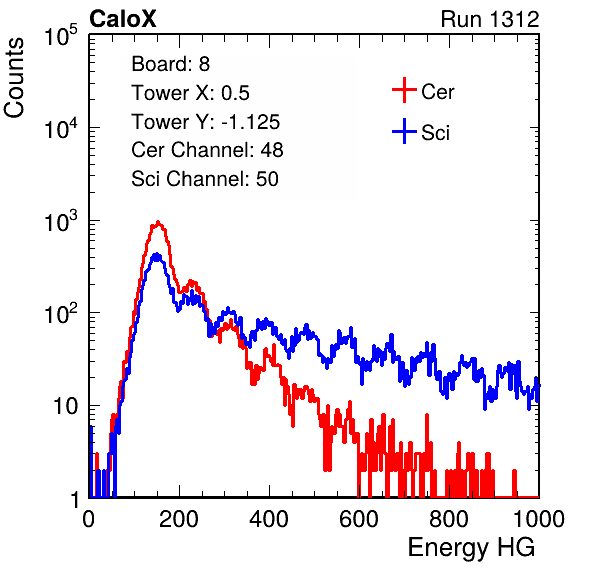 CaloX Run 1312
Counts
10^5
10^4
10^3
10^2
10
1
Board: 8
Tower X: 0.5
Tower Y: -1.125
Cer Channel: 48
Sci Channel: 50
Cer
Sci
0 200 400 600 800 1000
Energy HG